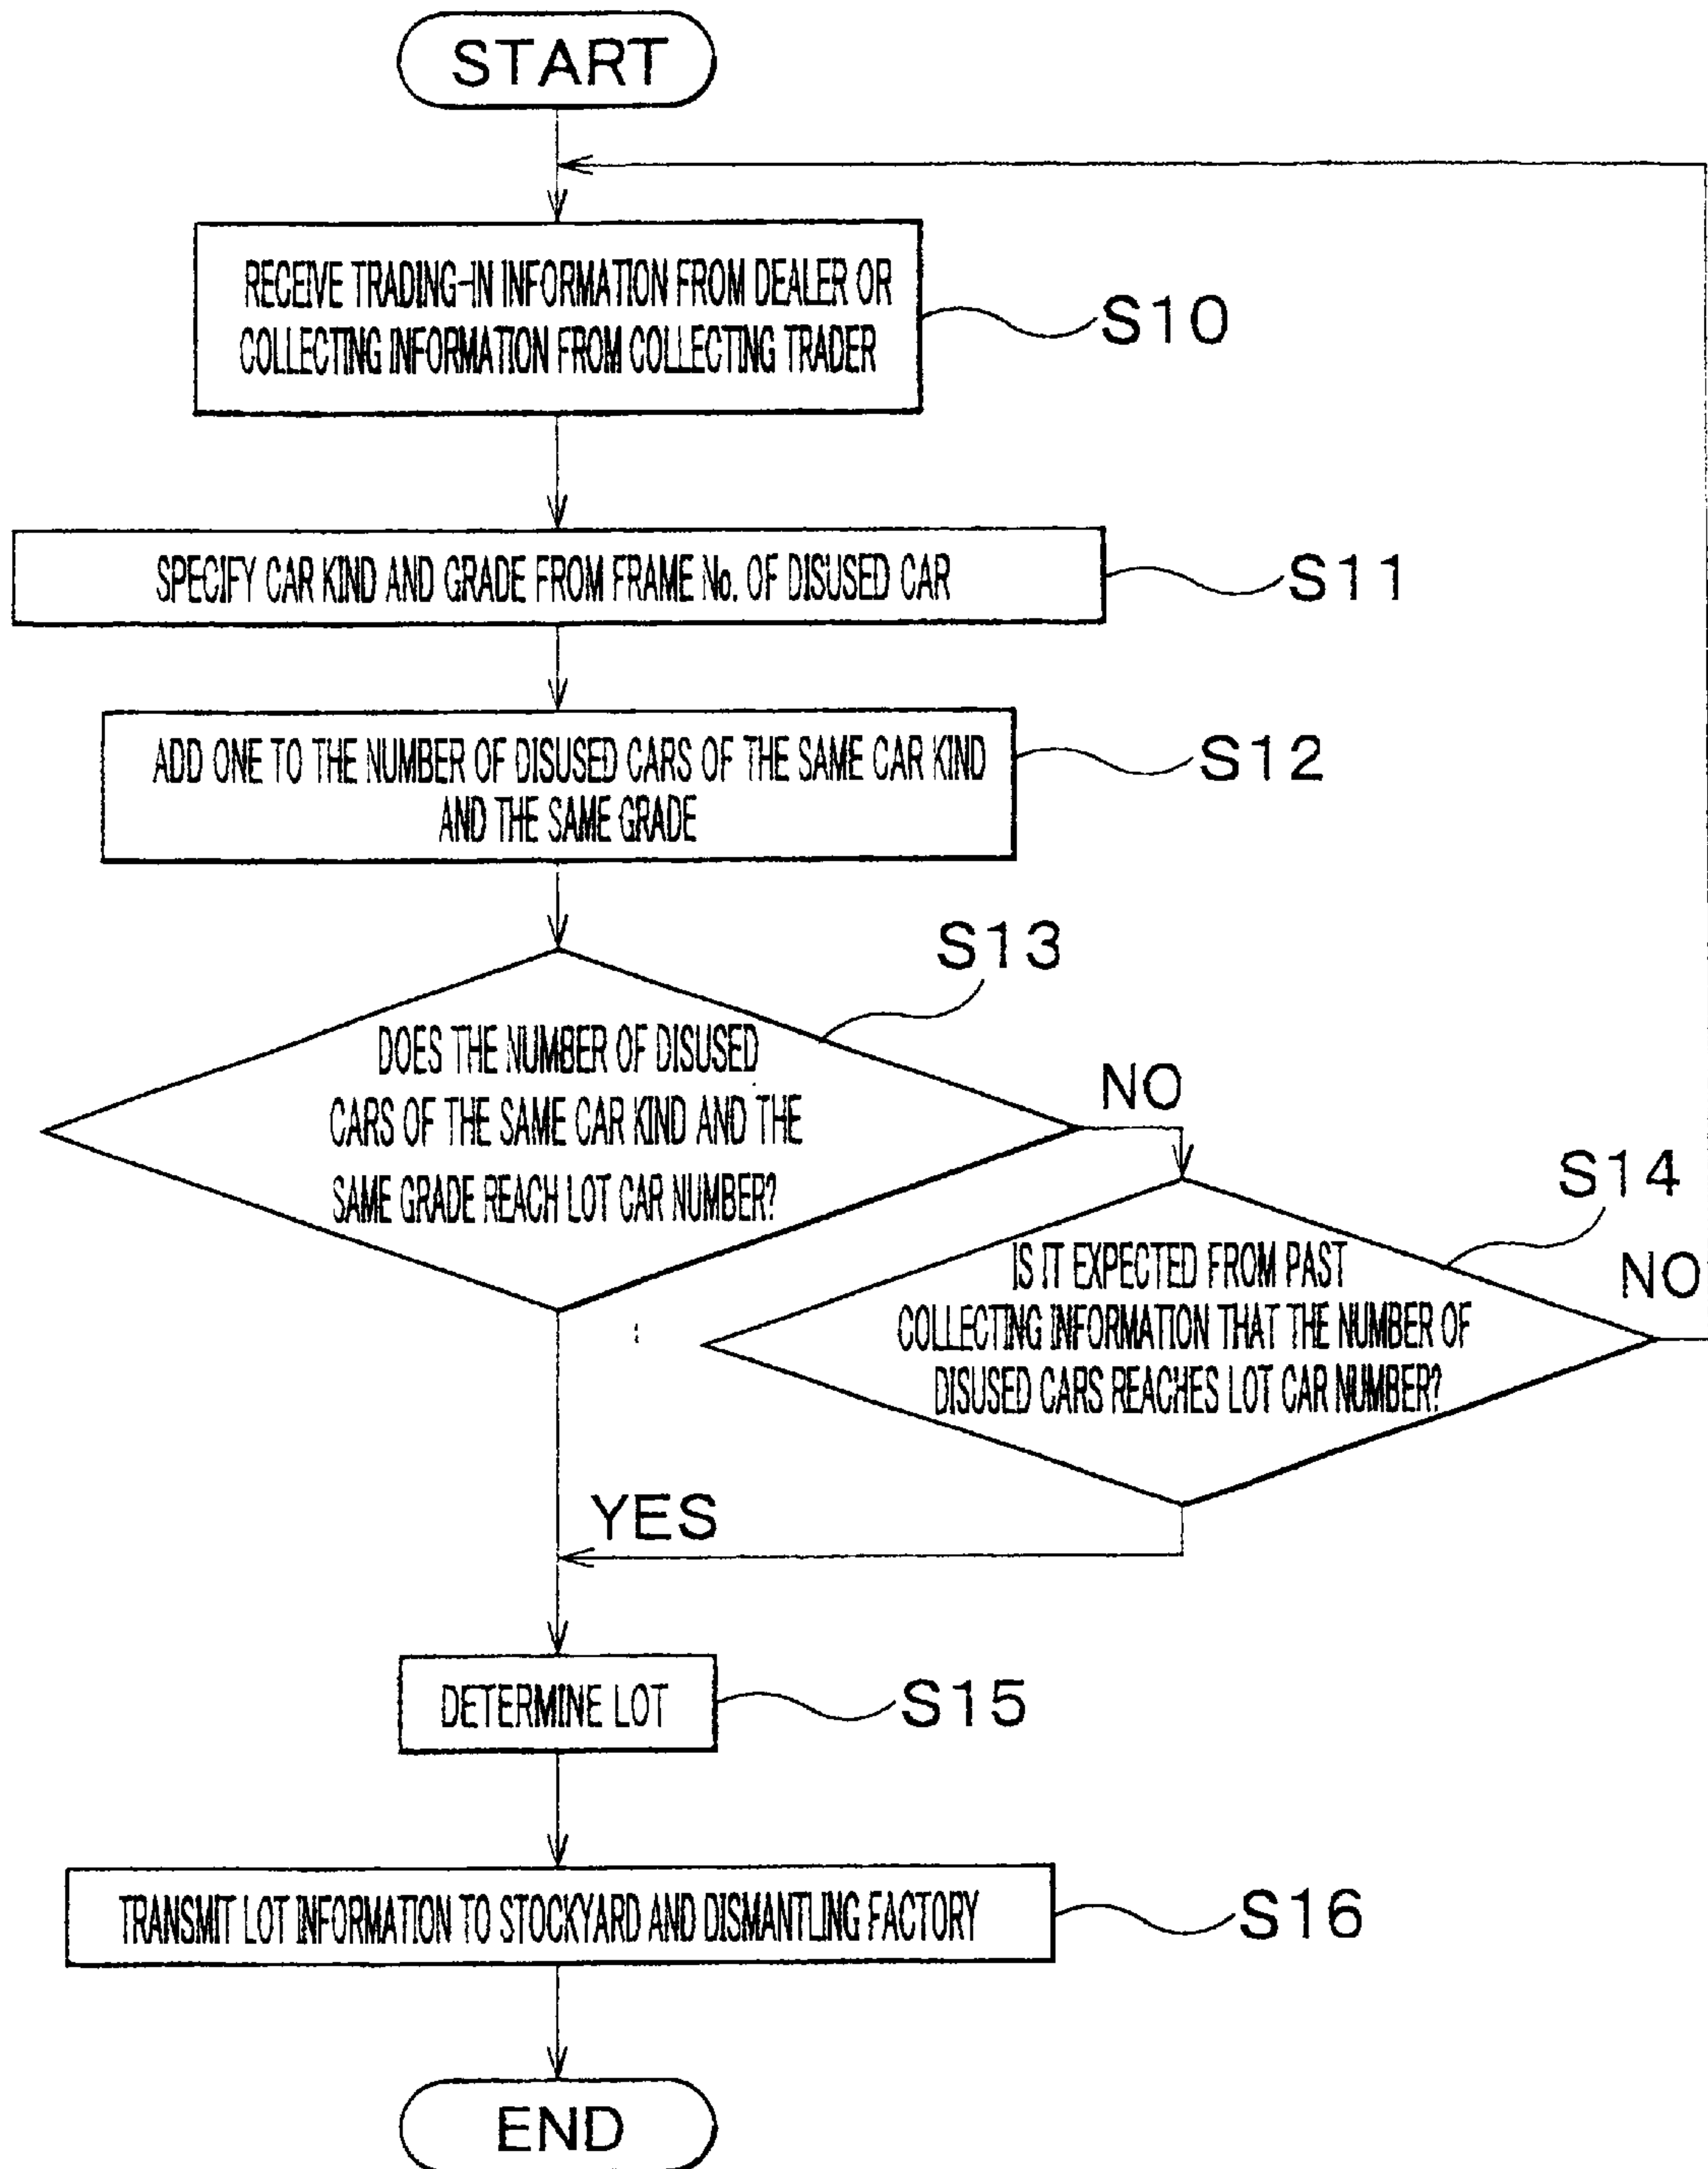 START
RECEIVE TRADING-IN INFORMATION FROM DEALER OR
COLLECTING INFORMATION FROM COLLECTING TRADER
S10
SPECIFY CAR KIND AND GRADE FROM FRAME No. OF DISUSED CAR
S11
ADD ONE TO THE NUMBER OF DISUSED CARS OF THE SAME CAR KIND
AND THE SAME GRADE
S12
S13
DOES THE NUMBER OF DISUSED
CARS OF THE SAME CAR KIND AND THE
SAME GRADE REACH LOT CAR NUMBER?
NO
S14
IS IT EXPECTED FROM PAST
COLLECTING INFORMATION THAT THE NUMBER OF
DISUSED CARS REACHES LOT CAR NUMBER?
NO
YES
DETERMINE LOT
S15
TRANSMIT LOT INFORMATION TO STOCKYARD AND DISMANTLING FACTORY
S16
END